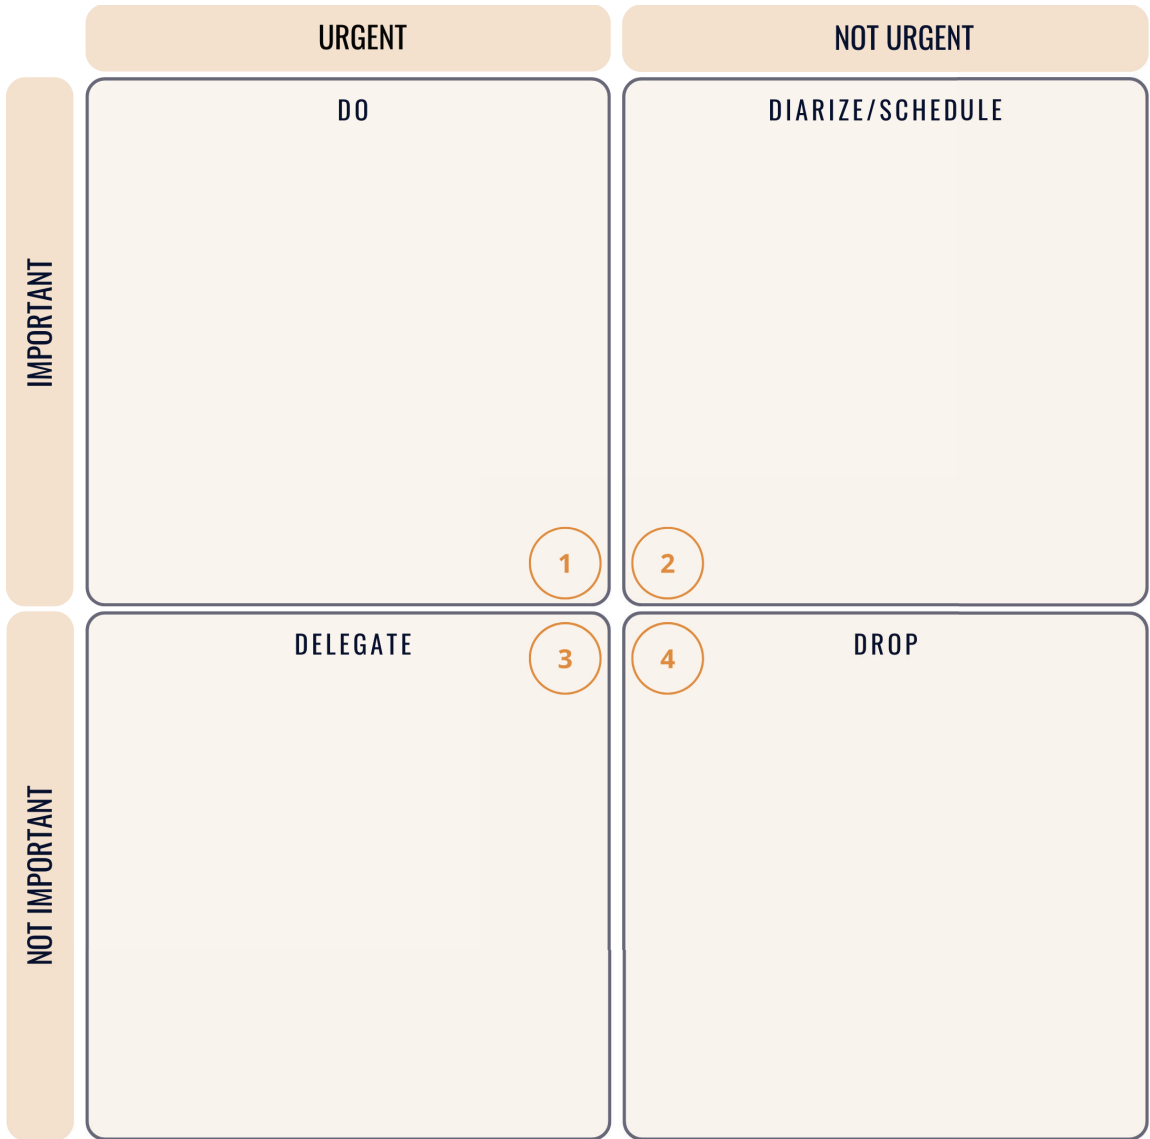 URGENT
NOT URGENT
IMPORTANT
DO
DIARIZE/SCHEDULE
1
2
NOT IMPORTANT
DELEGATE
3
4
DROP